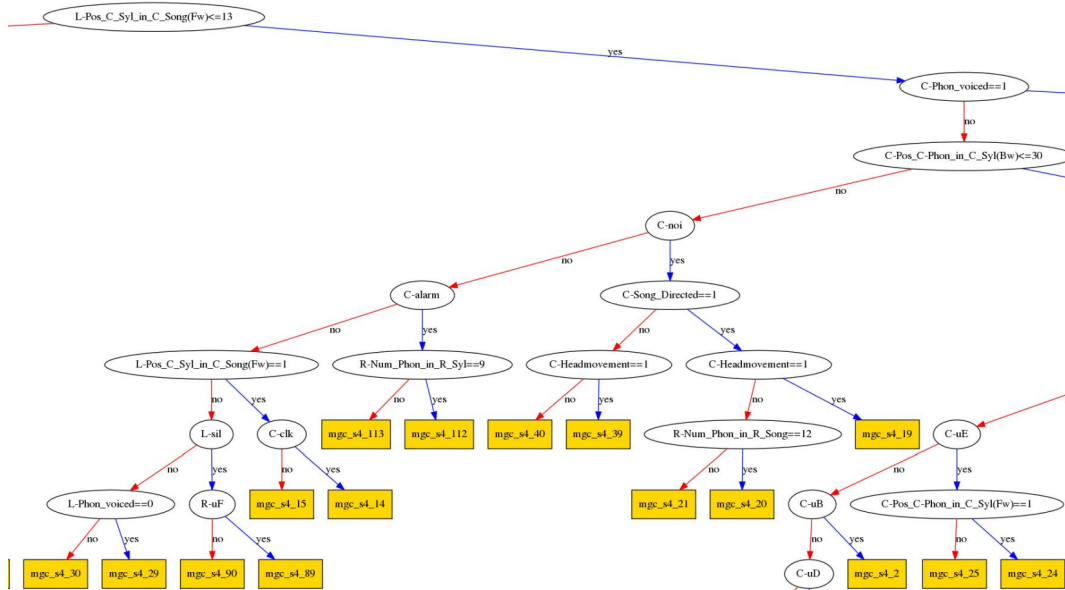 L-Pos_C_Syl_in_C_Song(Fw)<=13
yes
C-Phon_voiced==1
no
C-Pos_C-Phon_in_C_Syl(Bw)<=30
no
C-noi
no
yes
C-alarm
C-Song_Directed==1
no
yes
no
yes
L-Pos_C_Syl_in_C_Song(Fw)==1
R-Num_Phon_in_R_Syl==9
C-Headmovement==1
C-Headmovement==1
no
yes
no
yes
no
yes
no
yes
L-sil
C-clk
mgc_s4_113
mgc_s4_112
mgc_s4_40
mgc_s4_39
R-Num_Phon_in_R_Song==12
mgc_s4_19
C-uE
no
yes
no
yes
no
yes
no
yes
L-Phon_voiced==0
R-uF
mgc_s4_15
mgc_s4_14
mgc_s4_21
mgc_s4_20
C-uB
C-Pos_C-Phon_in_C_Syl(Fw)==1
no
yes
no
yes
no
yes
no
yes
mgc_s4_30
mgc_s4_29
mgc_s4_90
mgc_s4_89
C-uD
mgc_s4_2
mgc_s4_25
mgc_s4_24